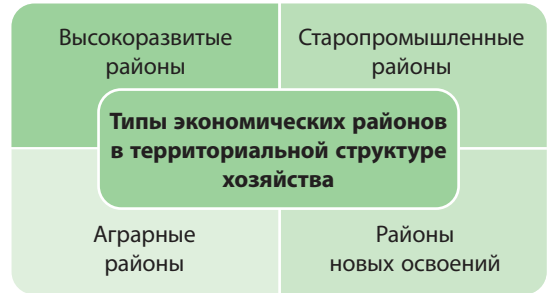 Высокоразвитые
районы
Старопромышленные
районы
Типы экономических районов
в территориальной структуре
хозяйства
Аграрные
районы
Районы
новых освоений